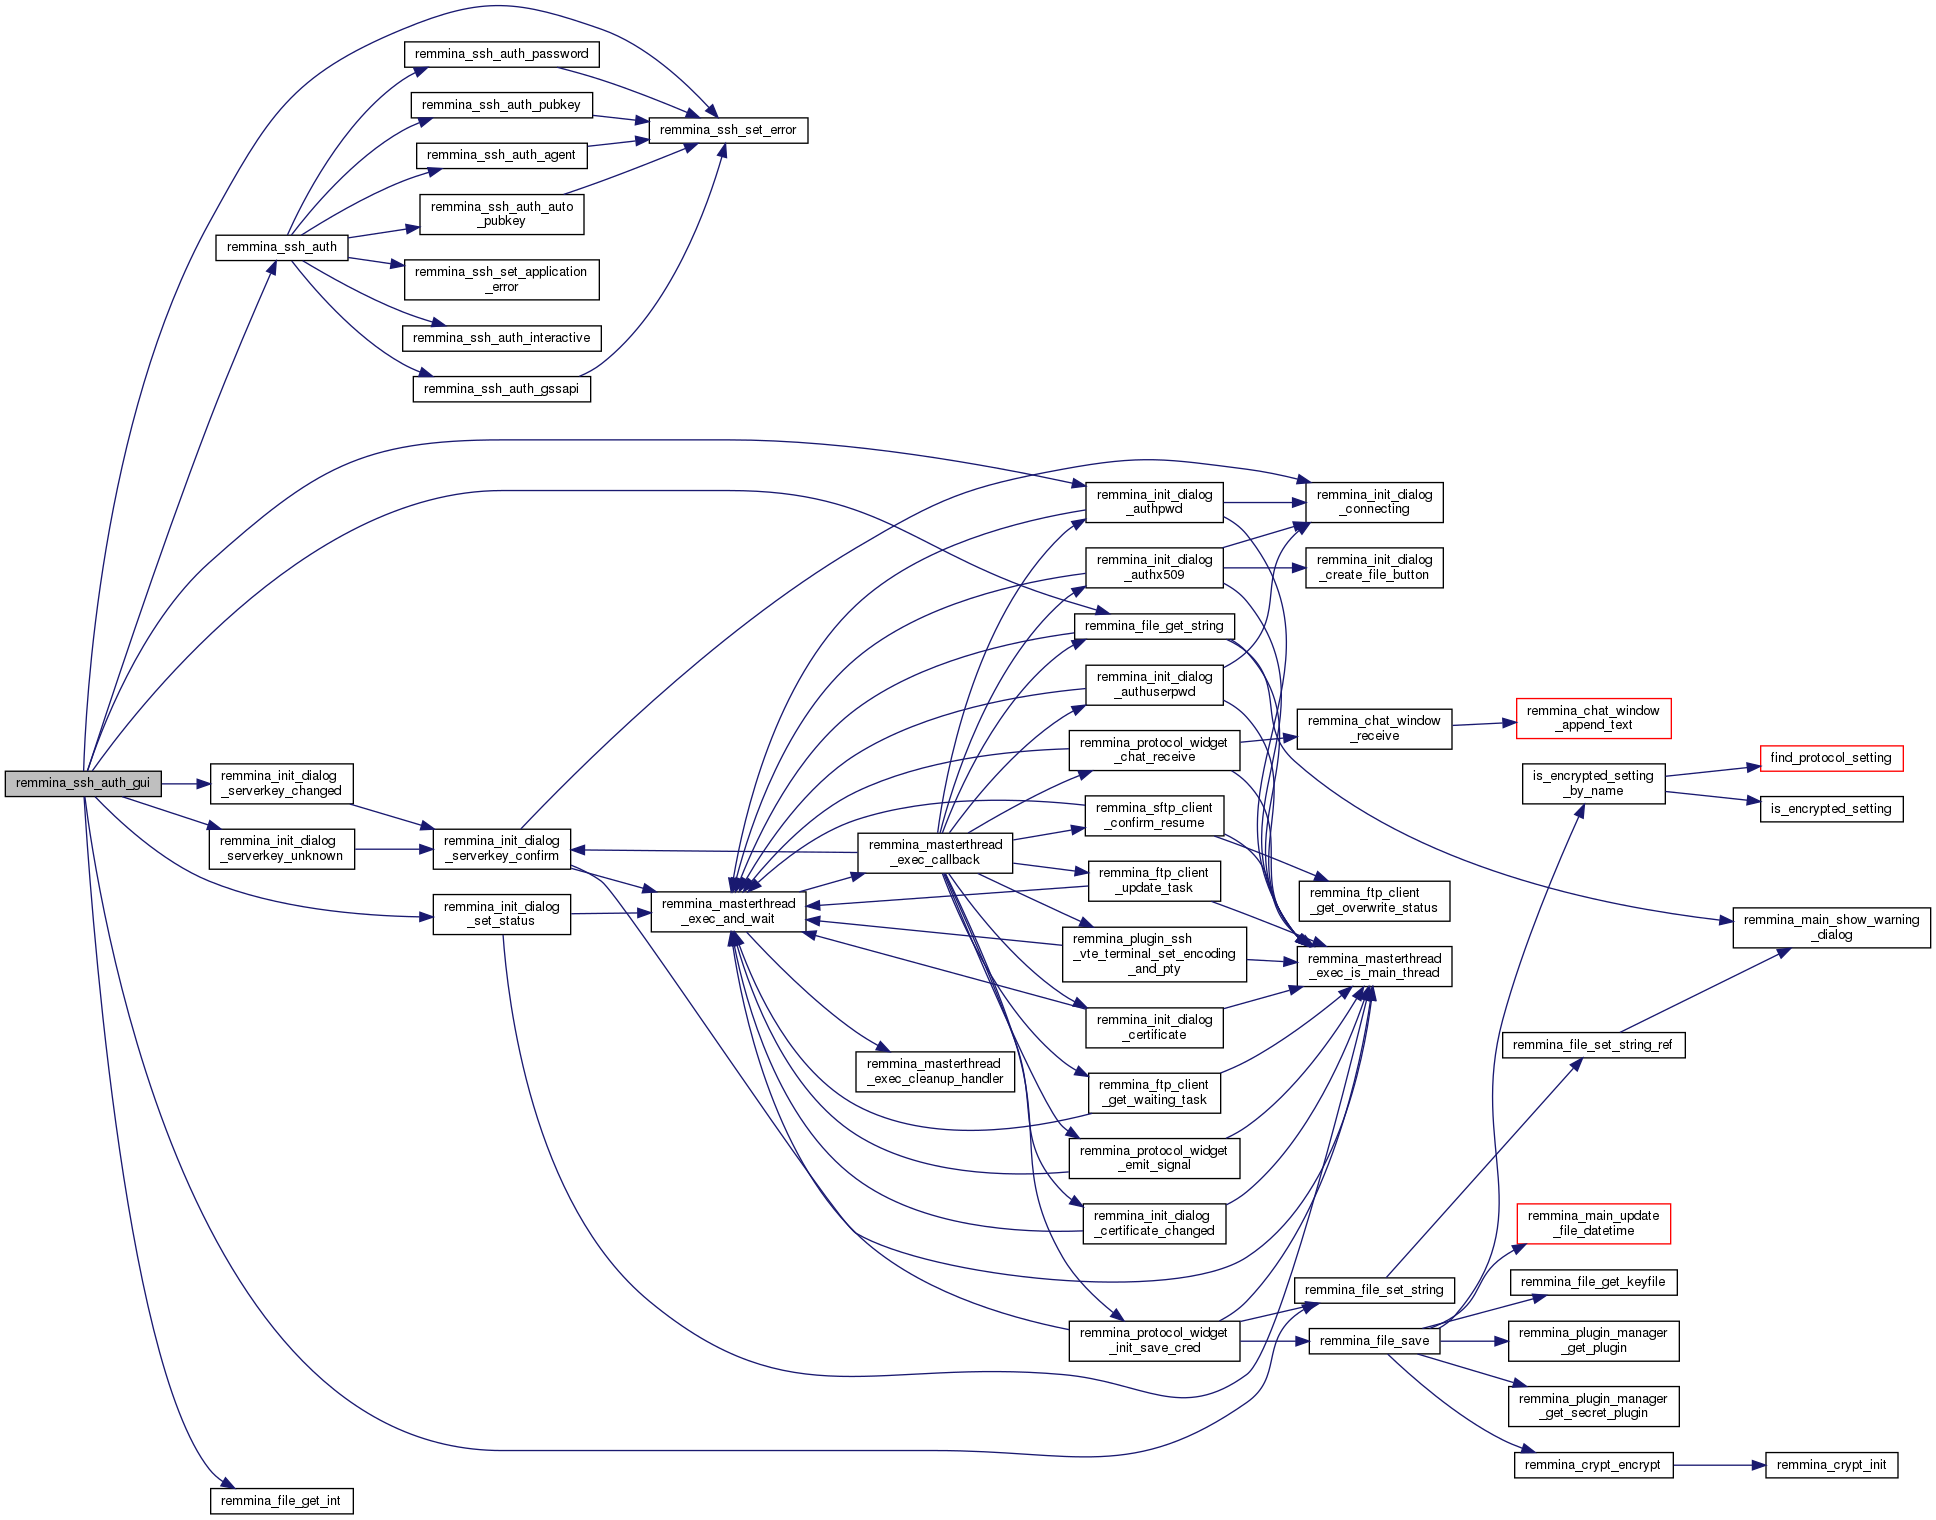 remmina_ssh_auth_gui
remmina_ssh_auth
remmina_init_dialog
_serverkey_changed
remmina_init_dialog
_serverkey_unknown
remmina_file_get_int
remmina_ssh_auth_password
remmina_ssh_auth_pubkey
remmina_ssh_auth_agent
remmina_ssh_auth_auto
_pubkey
remmina_ssh_set_application
_error
remmina_ssh_auth_interactive
remmina_ssh_auth_gssapi
remmina_init_dialog
_serverkey_confirm
remmina_init_dialog
_set_status
remmina_ssh_set_error
remmina_masterthread
_exec_and_wait
remmina_masterthread
_exec_callback
remmina_masterthread
_exec_cleanup_handler
remmina_init_dialog
_authpwd
remmina_init_dialog
_authx509
remmina_file_get_string
remmina_init_dialog
_authuserpwd
remmina_protocol_widget
_chat_receive
remmina_sftp_client
_confirm_resume
remmina_ftp_client
_update_task
remmina_plugin_ssh
_vte_terminal_set_encoding
_and_pty
remmina_init_dialog
_certificate
remmina_ftp_client
_get_waiting_task
remmina_protocol_widget
_emit_signal
remmina_init_dialog
_certificate_changed
remmina_protocol_widget
_init_save_cred
remmina_init_dialog
_connecting
remmina_init_dialog
_create_file_button
remmina_chat_window
_receive
remmina_ftp_client
_get_overwrite_status
remmina_masterthread
_exec_is_main_thread
remmina_file_set_string
remmina_file_save
remmina_chat_window
_append_text
is_encrypted_setting
_by_name
remmina_file_set_string_ref
remmina_main_update
_file_datetime
remmina_file_get_keyfile
remmina_plugin_manager
_get_plugin
remmina_plugin_manager
_get_secret_plugin
remmina_crypt_encrypt
find_protocol_setting
is_encrypted_setting
remmina_main_show_warning
_dialog
remmina_crypt_init